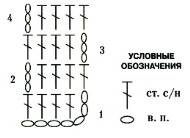 4
3
2
1
УСЛОВНЫЕ
ОБОЗНАЧЕНИЯ
ст. с/н
в. п.